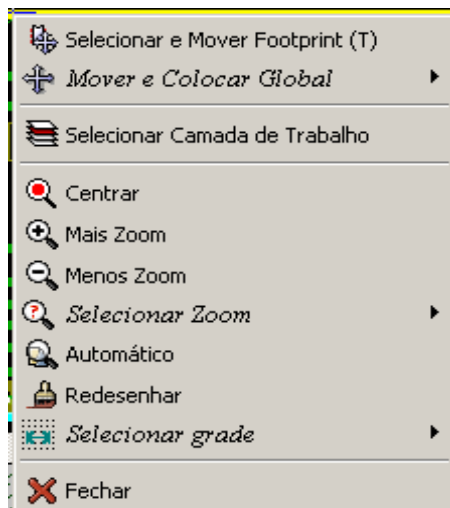 Selecionar e Mover Footprint (T)
Mover e Colocar Global
Selecionar Camada de Trabalho
Centrar
Mais Zoom
Menos Zoom
Selecionar Zoom
Automático
Redesenhar
Selecionar grade
Fechar